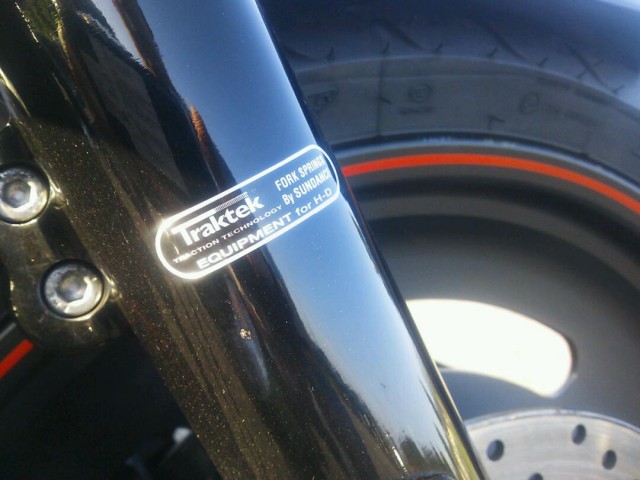 Traktek
TRACTION TECHNOLOGY
FORK SPRINGS
By SUNDANCE
EQUIPMENT for H-D